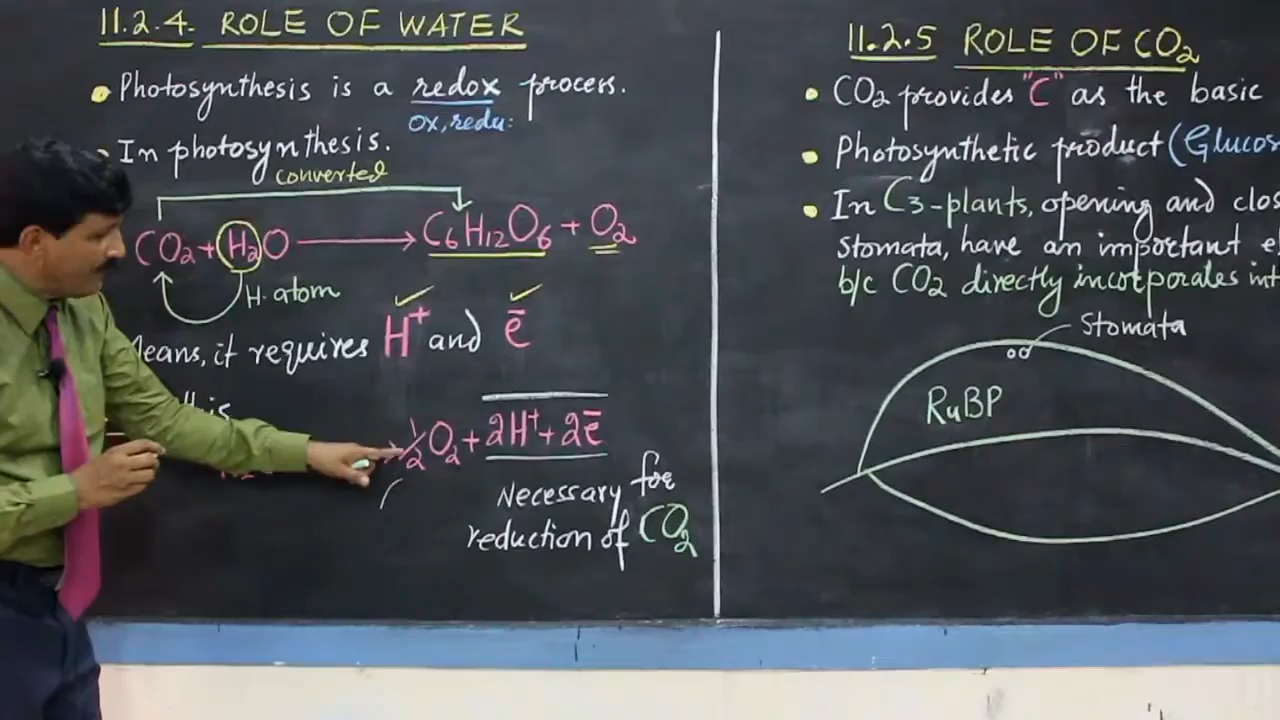 11.2.4. ROLE OF WATER
• Photosynthesis is a redox process.
OX, redu:
• In photosynthesis.
converted
CO2 + H2O ⟶ C6H12O6 + O2
H. atom
Means, it requires H+ and e̅
½O2 + 2H+ + 2e̅
Necessary for
reduction of CO2
11.2.5 ROLE OF CO2
• CO2 provides "C" as the basic
• Photosynthetic product (Glucos
• In C3-plants, opening and clos
stomata, have an important e
b/c CO2 directly incorporates int
Stomata
RuBP